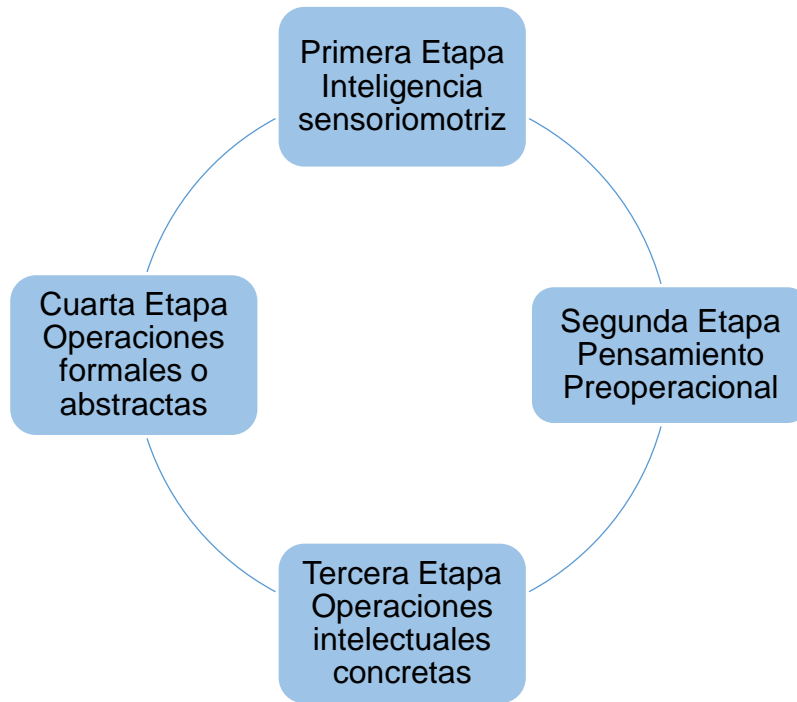 Primera Etapa
Inteligencia
sensoriomotriz
Segunda Etapa
Pensamiento
Preoperacional
Tercera Etapa
Operaciones
intelectuales
concretas
Cuarta Etapa
Operaciones
formales o
abstractas